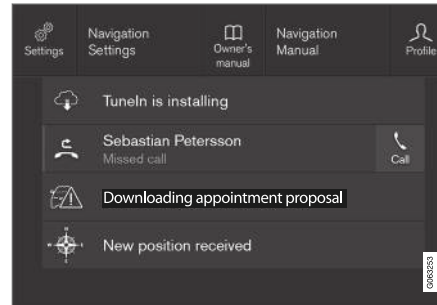 Settings
Navigation
Settings
Owner's
manual
Navigation
Manual
Profile
TuneIn is installing
Sebastian Petersson
Missed call
Call
Downloading appointment proposal
New position received
G063253